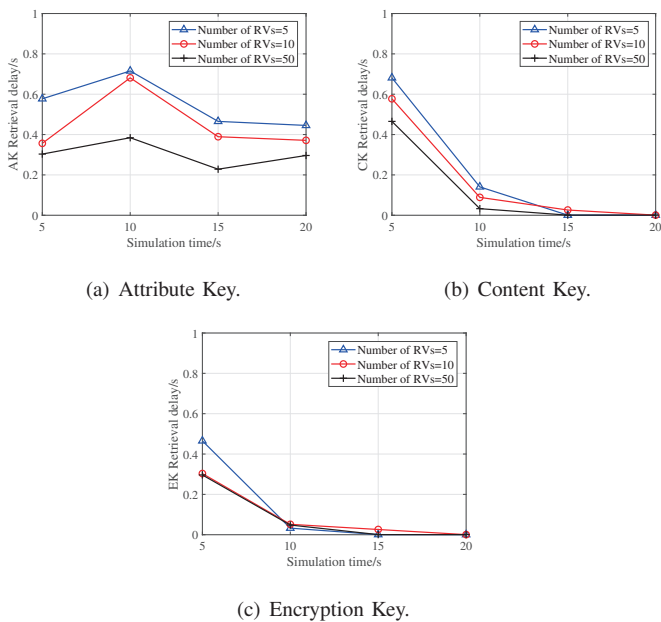 1
0.8
0.6
0.4
0.2
0
AK Retrieval delay/s
Number of RVs=5
Number of RVs=10
Number of RVs=50
5 10 15 20
Simulation time/s
(a) Attribute Key.
1
0.8
0.6
0.4
0.2
0
CK Retrieval delay/s
Number of RVs=5
Number of RVs=10
Number of RVs=50
5 10 15 20
Simulation time/s
(b) Content Key.
1
0.8
0.6
0.4
0.2
0
EK Retrieval delay/s
Number of RVs=5
Number of RVs=10
Number of RVs=50
5 10 15 20
Simulation time/s
(c) Encryption Key.